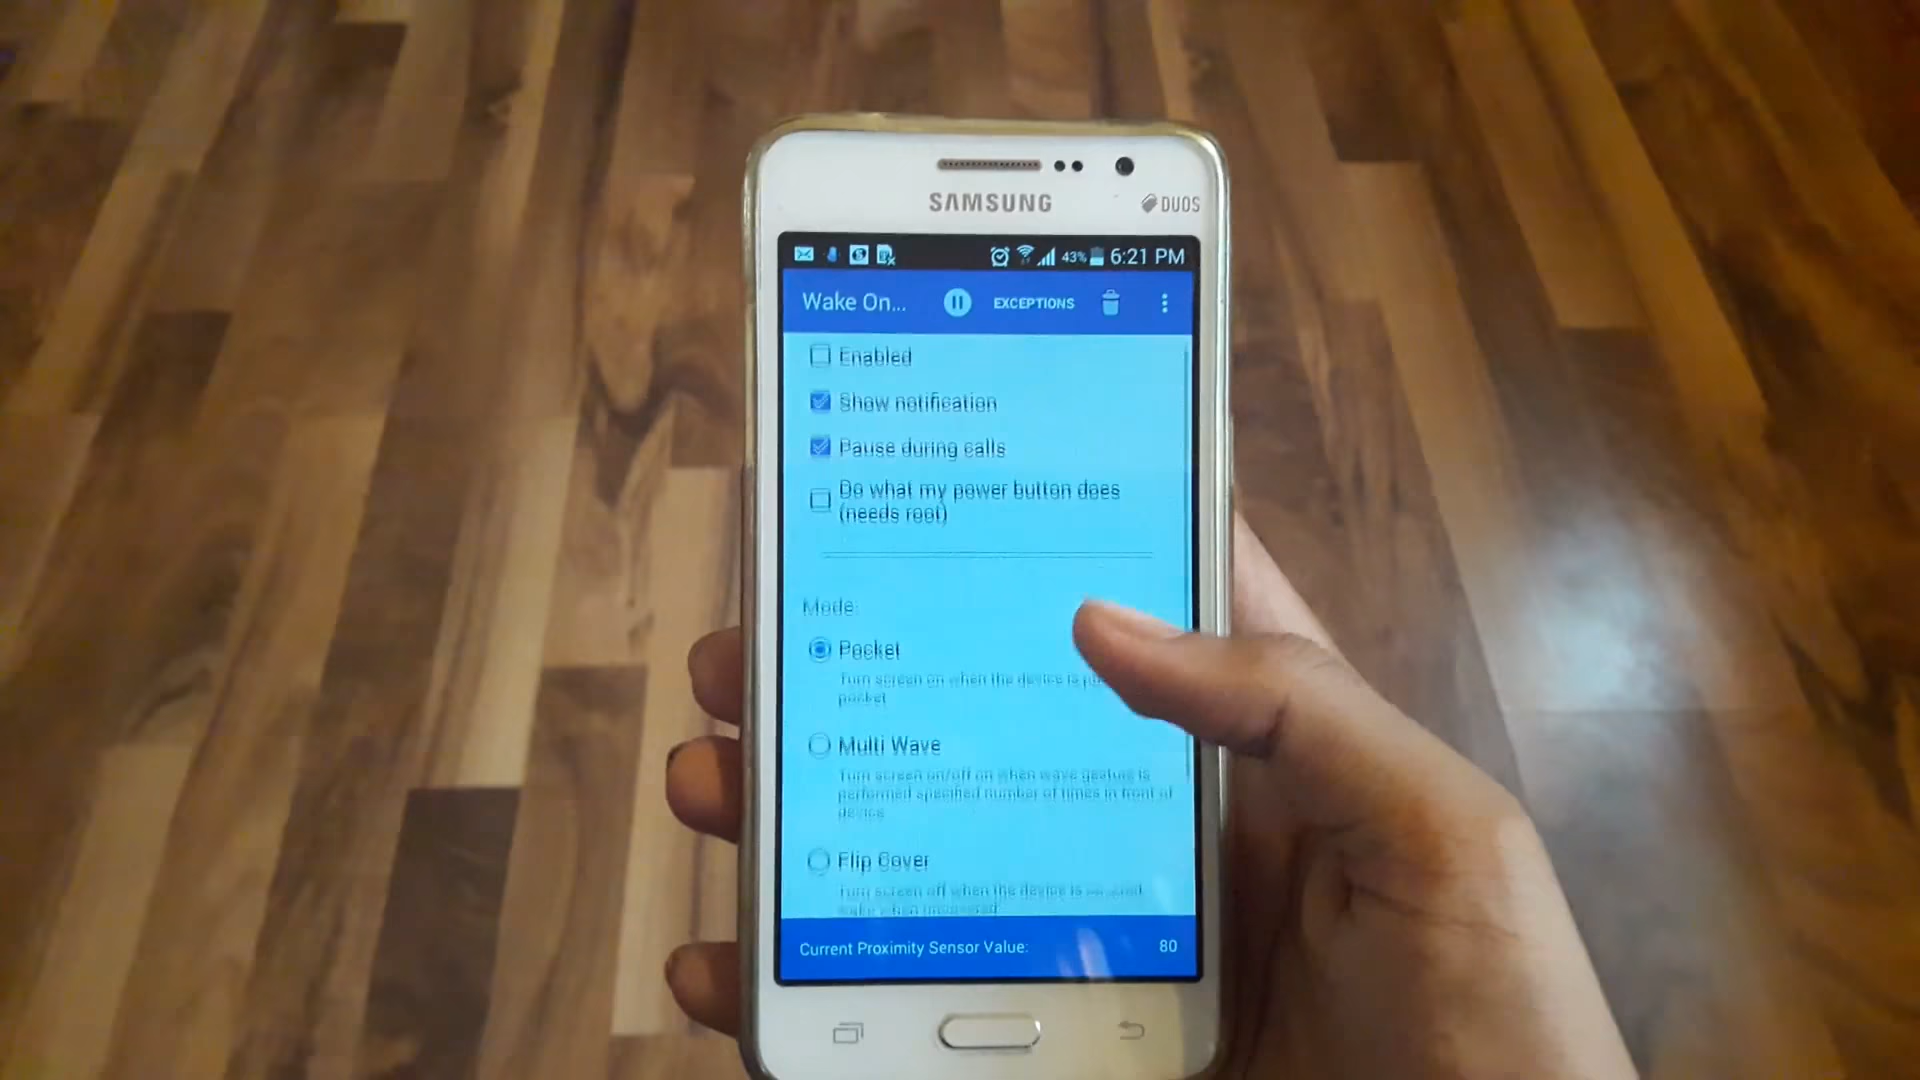 SAMSUNG
DUOS
43% 6:21 PM
Wake On... EXCEPTIONS
Enabled
Show notification
Pause during calls
Do what my power button does
(needs root)
Mode:
Pocket
Turn screen on when the device is
pocket
Multi Wave
Turn screen on/off on when wave gesture is
performed specified number of times in front of
device
Flip Cover
Turn screen off when the device is
wake when uncovered
Current Proximity Sensor Value: 80